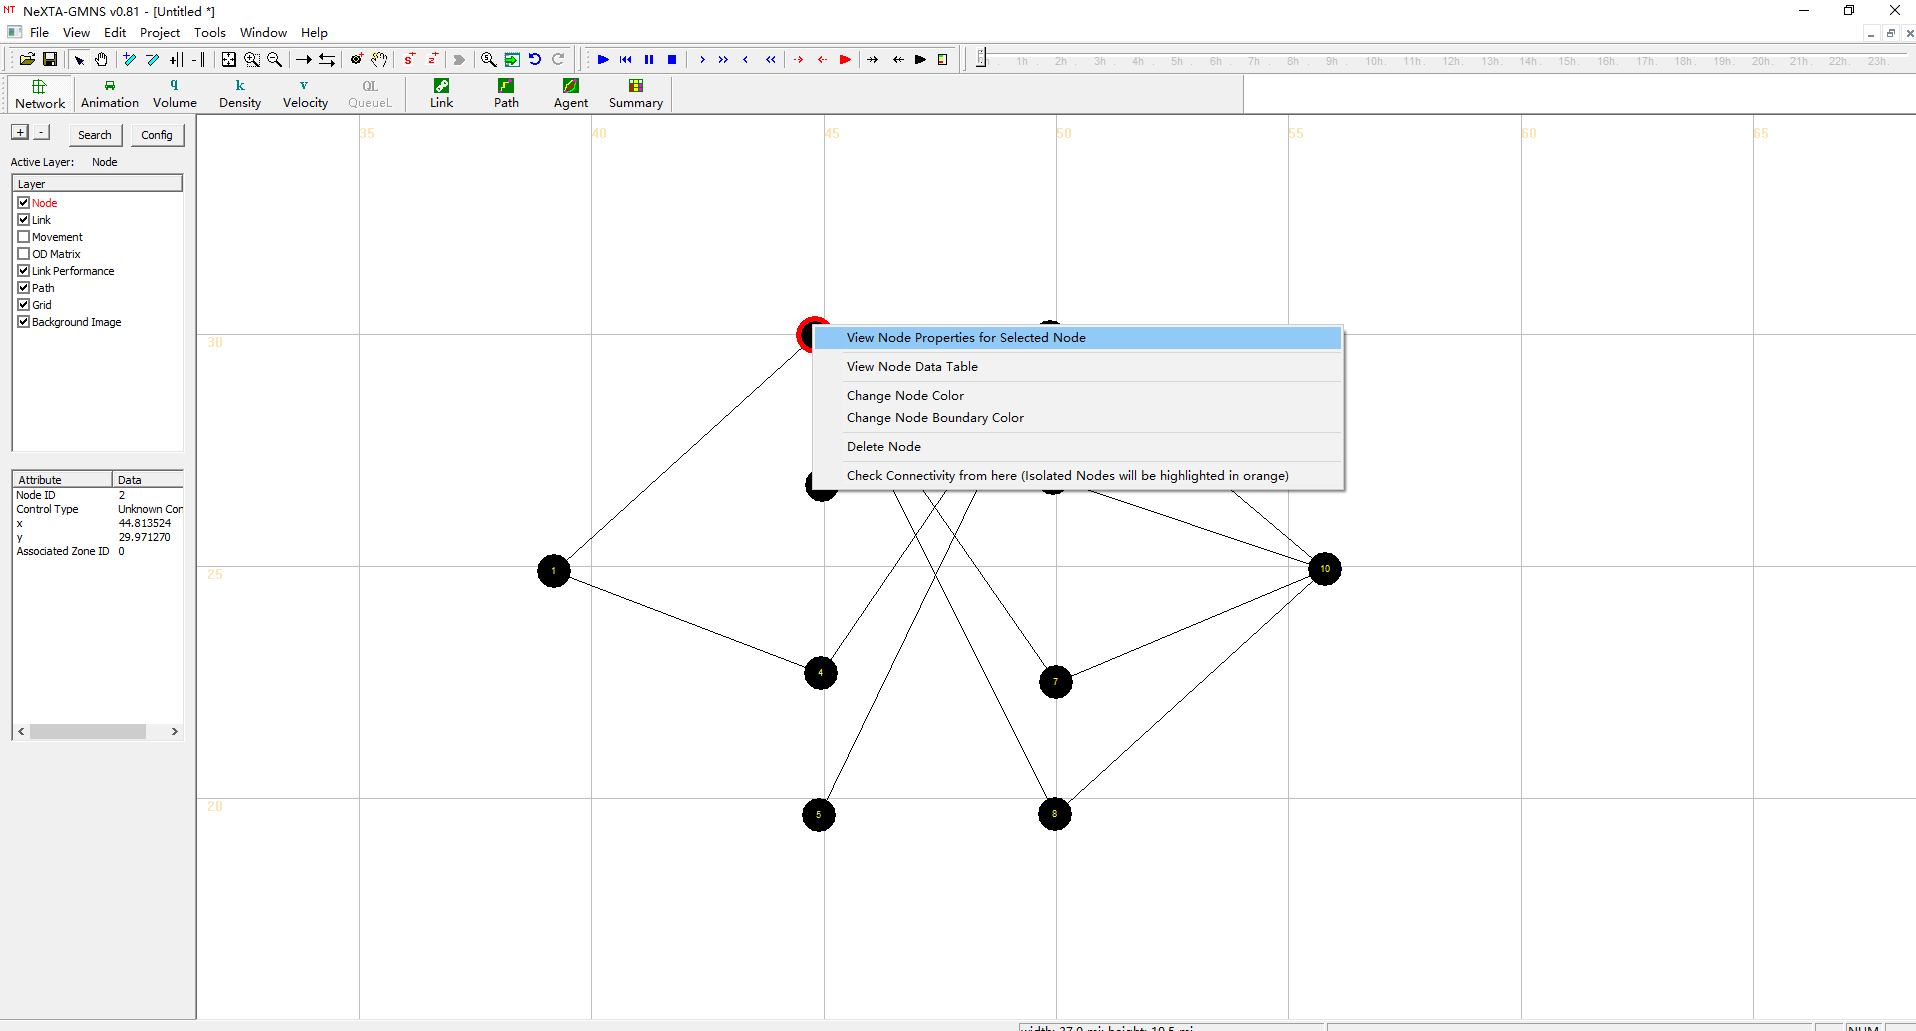 NT NeXTA-GMNS v0.81 - [Untitled *]
File View Edit Project Tools Window Help
1h. 2h. 3h. 4h. 5h. 6h. 7h. 8h. 9h. 10h. 11h. 12h. 13h. 14h. 15h. 16h. 17h. 18h. 19h. 20h. 21h. 22h. 23h.
q k v QL
Network Animation Volume Density Velocity QueueL Link Path Agent Summary
+ - Search Config
35 40 45 50 55 60 65
Active Layer: Node
Layer
Node
Link
Movement
OD Matrix
Link Performance
Path
Grid
Background Image
30
View Node Properties for Selected Node
View Node Data Table
Change Node Color
Change Node Boundary Color
Delete Node
Check Connectivity from here (Isolated Nodes will be highlighted in orange)
Attribute Data
Node ID 2
Control Type Unknown Con
x 44.813524
y 29.971270
Associated Zone ID 0
25
1
10
4
7
20
5
8
width: 37.0 mi; height: 19.5 mi
NUM